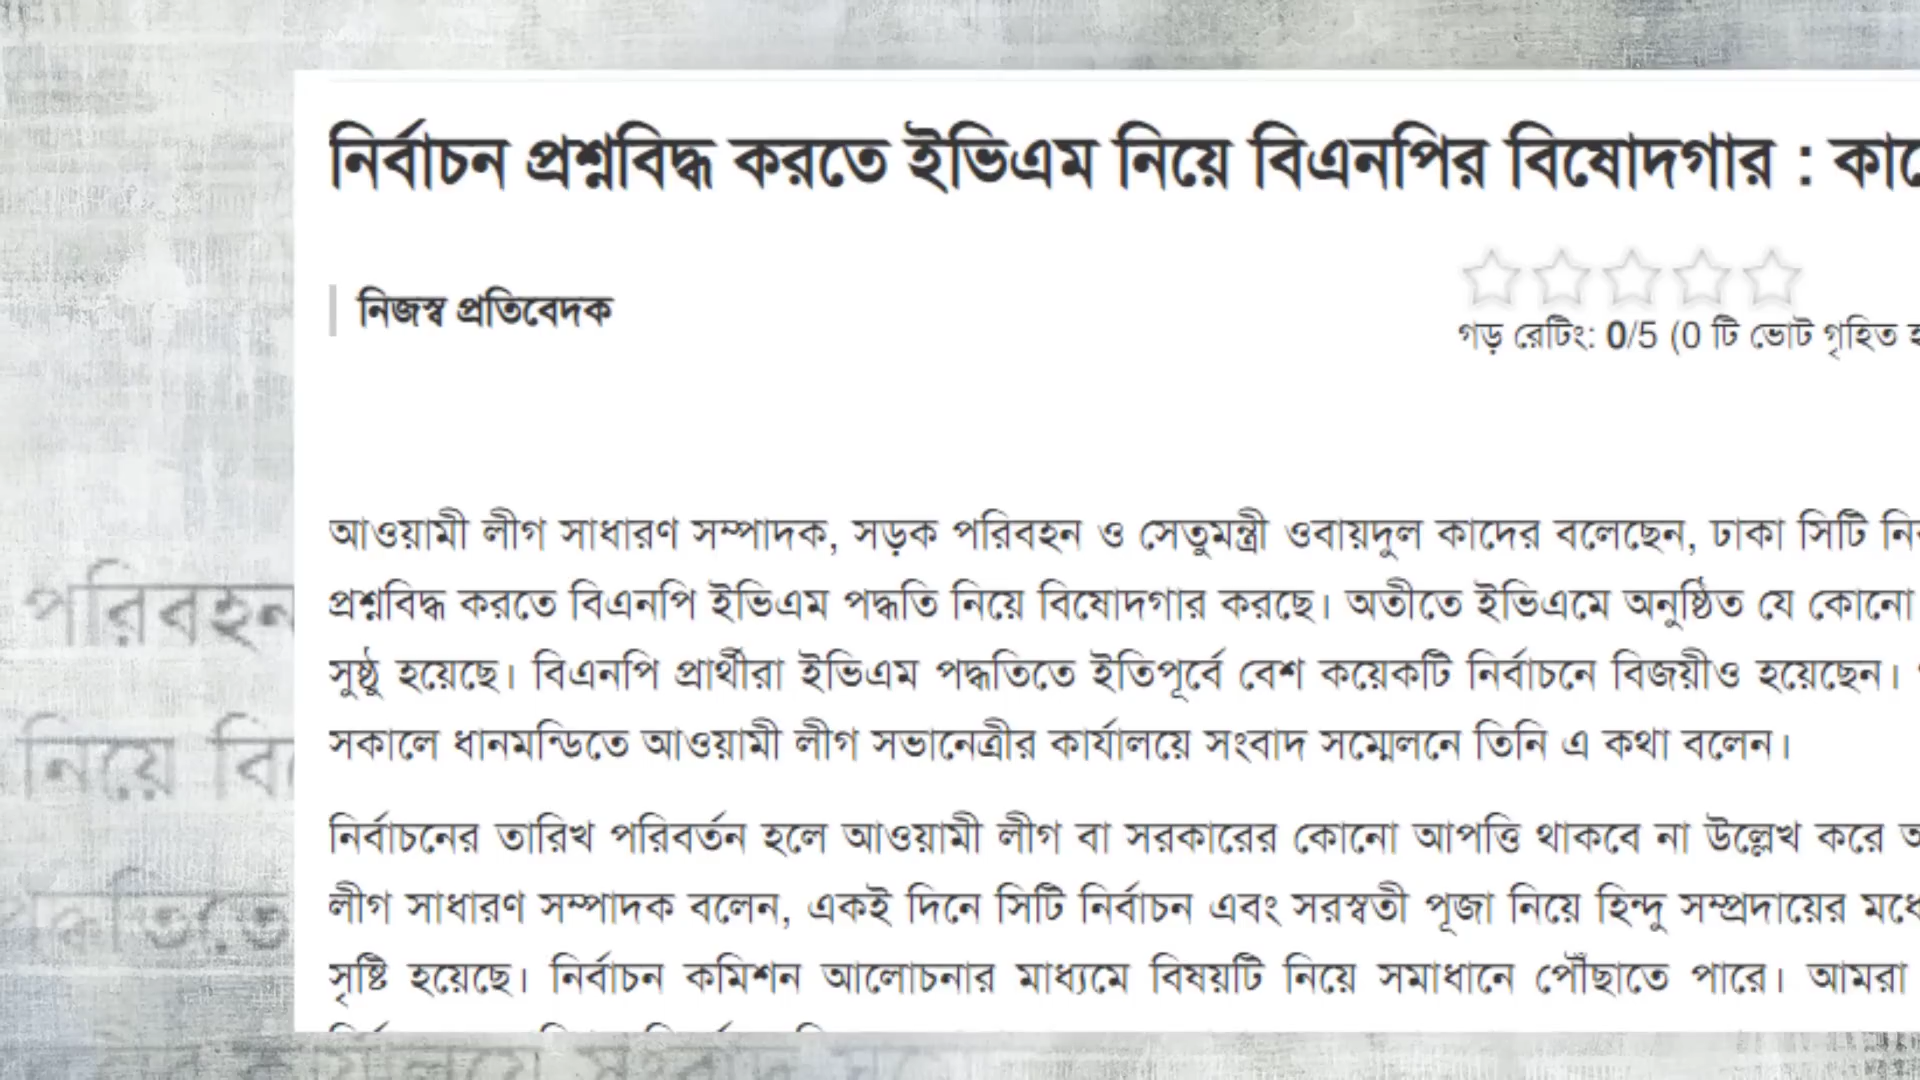 নির্বাচন প্রশ্নবিদ্ধ করতে ইভিএম নিয়ে বিএনপির বিষোদগার :
নিজস্ব প্রতিবেদক
গড় রেটিং: 0/5 (0 টি ভোট গৃহিত
আওয়ামী লীগ সাধারণ সম্পাদক, সড়ক পরিবহন ও সেতুমন্ত্রী ওবায়দুল কাদের বলেছেন, ঢাকা সিটি
প্রশ্নবিদ্ধ করতে বিএনপি ইভিএম পদ্ধতি নিয়ে বিষোদগার করছে। অতীতে ইভিএমে অনুষ্ঠিত যে কোনো
সুষ্ঠু হয়েছে। বিএনপি প্রার্থীরা ইভিএম পদ্ধতিতে ইতিপূর্বে বেশ কয়েকটি নির্বাচনে বিজয়ীও হয়েছেন।
সকালে ধানমন্ডিতে আওয়ামী লীগ সভানেত্রীর কার্যালয়ে সংবাদ সম্মেলনে তিনি এ কথা বলেন।
নির্বাচনের তারিখ পরিবর্তন হলে আওয়ামী লীগ বা সরকারের কোনো আপত্তি থাকবে না উল্লেখ করে
লীগ সাধারণ সম্পাদক বলেন, একই দিনে সিটি নির্বাচন এবং সরস্বতী পূজা নিয়ে হিন্দু সম্প্রদায়ের
সৃষ্টি হয়েছে। নির্বাচন কমিশন আলোচনার মাধ্যমে বিষয়টি নিয়ে সমাধানে পৌঁছাতে পারে। আমরা
পরিবহন
নিয়ে